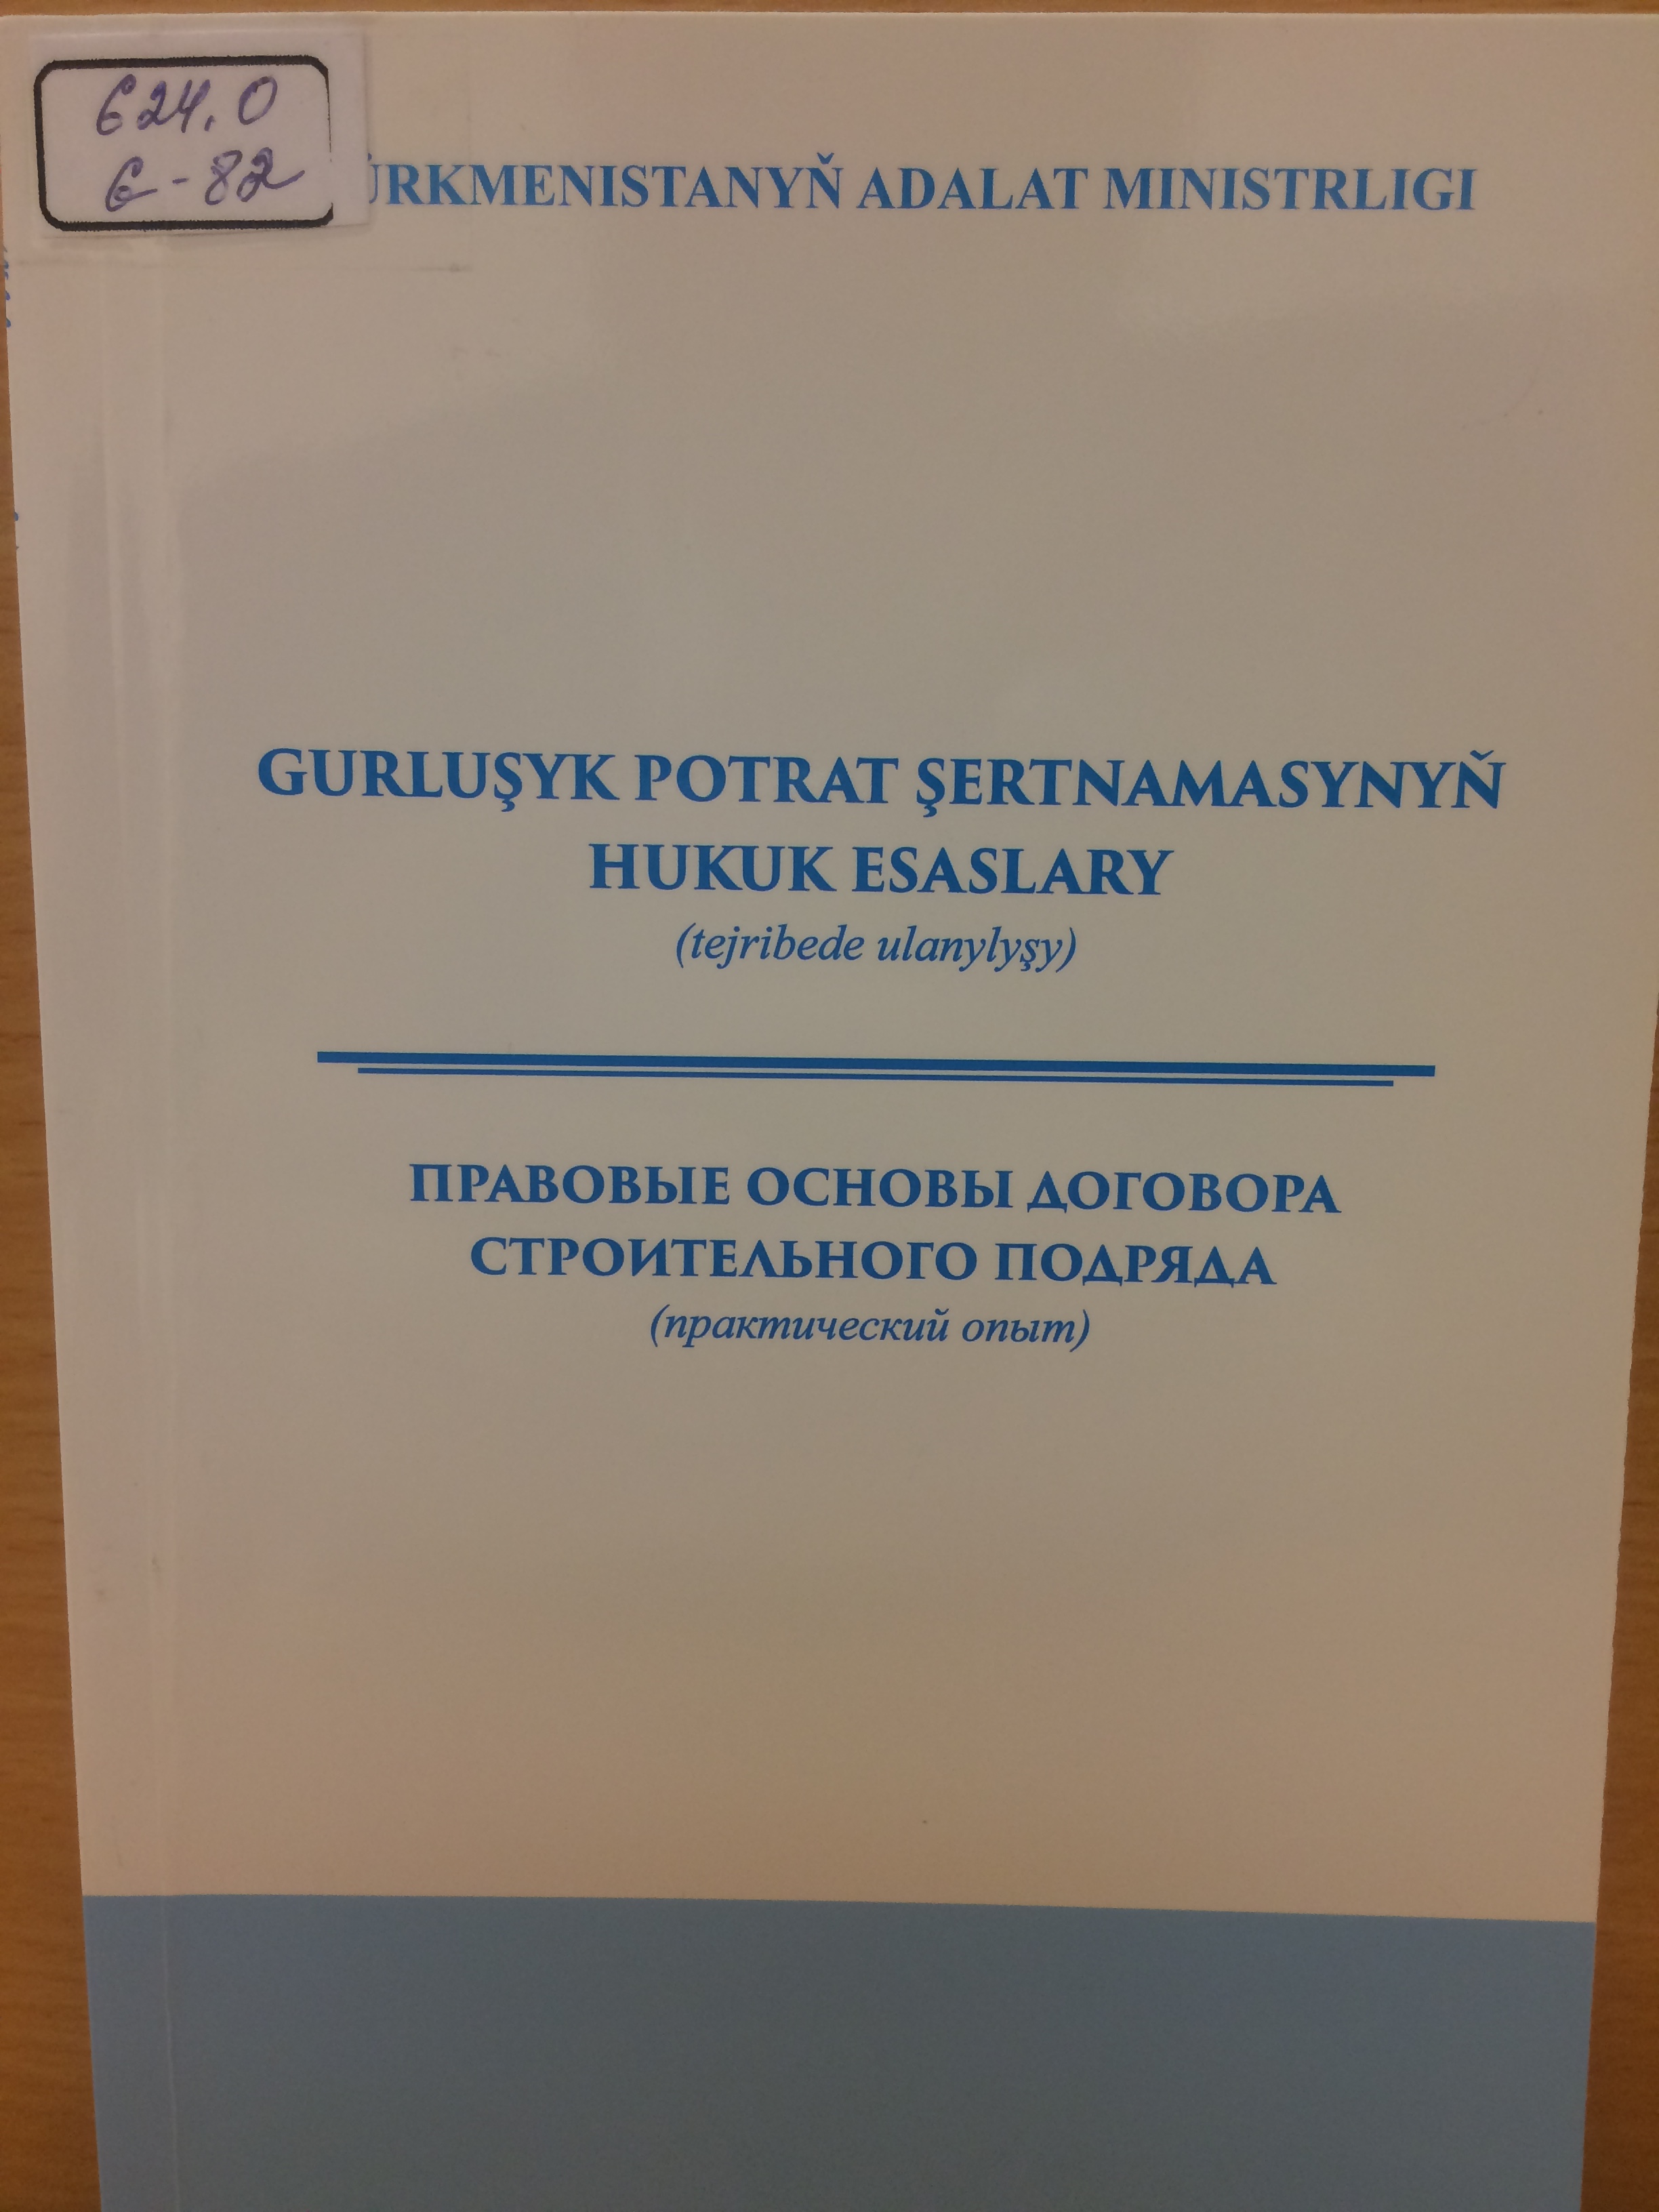 624.0
G-82
ÜRKMENISTANYŇ ADALAT MINISTRLIGI
GURLUŞYK POTRAT ŞERTNAMASYNYŇ
HUKUK ESASLARY
(tejribede ulanylyşy)
ПРАВОВЫЕ ОСНОВЫ ДОГОВОРА
СТРОИТЕЛЬНОГО ПОДРЯДА
(практический опыт)